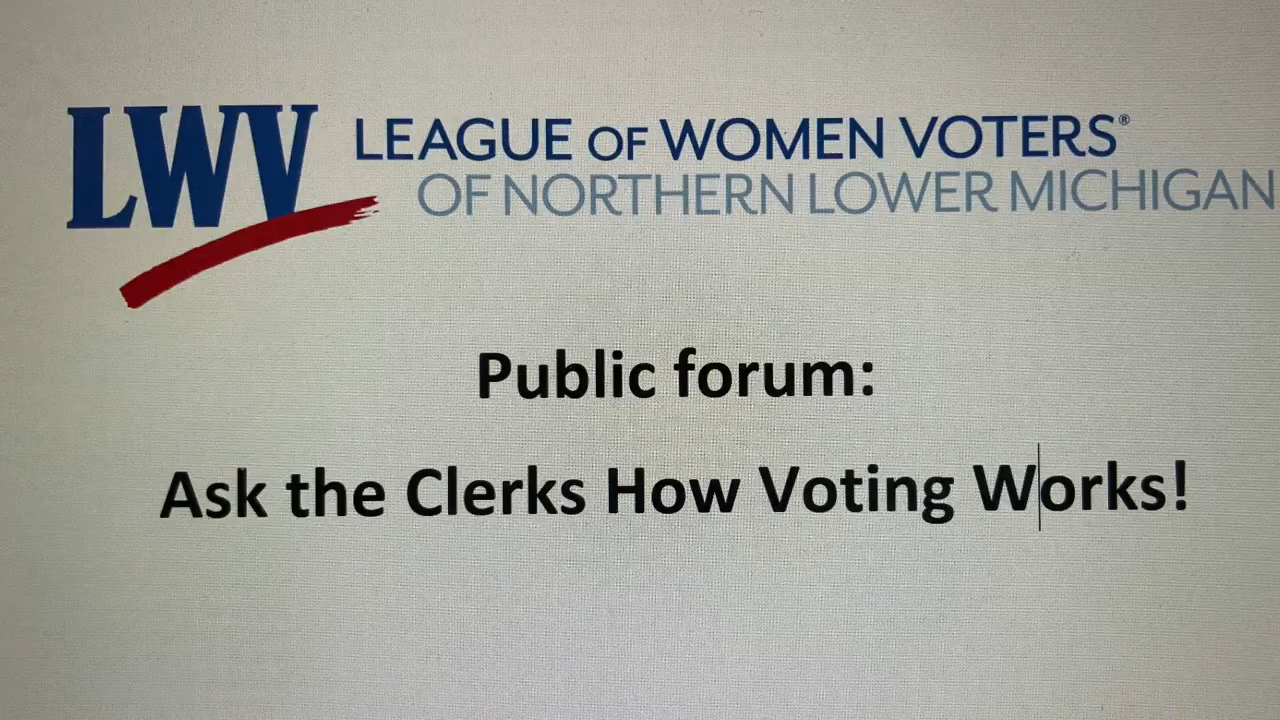 LWV LEAGUE OF WOMEN VOTERS®
OF NORTHERN LOWER MICHIGAN
Public forum:
Ask the Clerks How Voting Works!